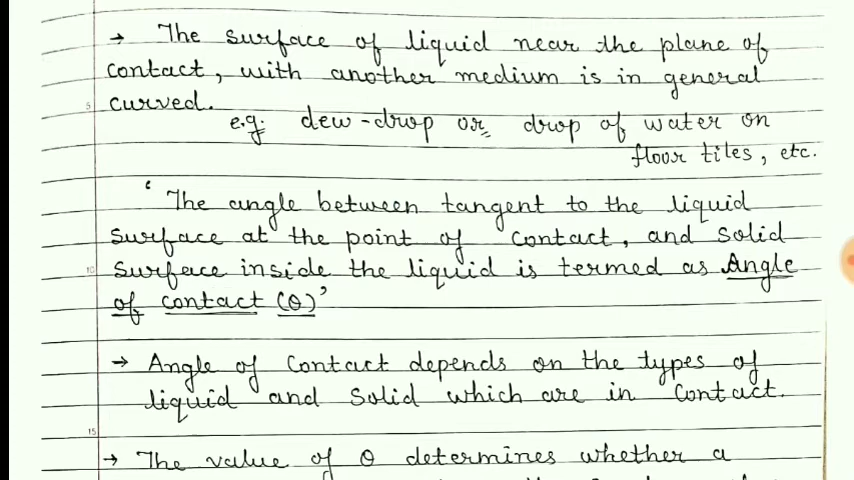 → The surface of liquid near the plane of
contact, with another medium is in general
5 curved.
e.g. dew-drop or drop of water on
floor tiles, etc.
‘The angle between tangent to the liquid
surface at the point of contact, and solid
10 surface inside the liquid is termed as Angle
of contact (θ)’
→ Angle of contact depends on the types of
liquid and solid which are in contact.
15
→ The value of θ determines whether a